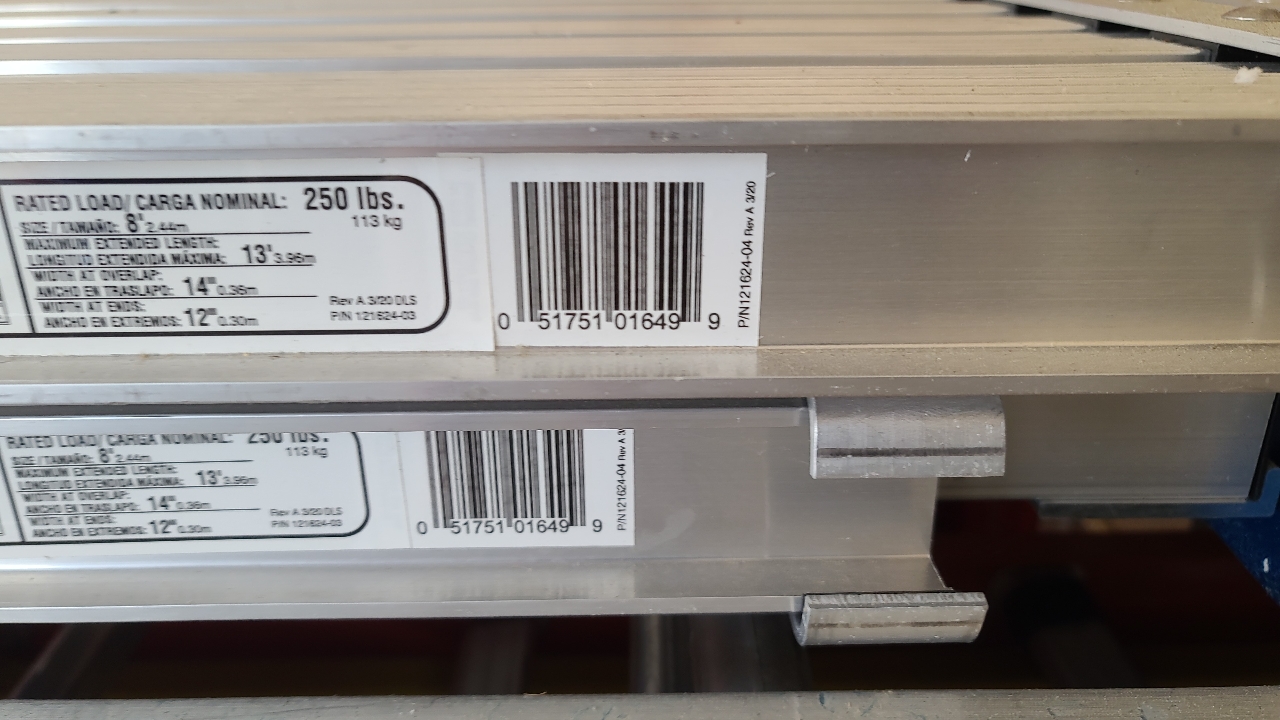 RATED LOAD/ CARGA NOMINAL: 250 lbs.
113 kg
SIZE / TAMAÑO: 8' 2.44m
MAXIMUM EXTENDED LENGTH:
LONGITUD EXTENDIDA MÁXIMA: 13' 3.96m
WIDTH AT OVERLAP:
ANCHO EN TRASLAPO: 14" 0.36m
WIDTH AT ENDS:
ANCHO EN EXTREMOS: 12" 0.30m
Rev A 3/20 DLS
P/N 121624-03
0 51751 01649 9
P/N121624-04 Rev A 3/20
RATED LOAD/ CARGA NOMINAL: 250 lbs.
113 kg
SIZE / TAMAÑO: 8' 2.44m
MAXIMUM EXTENDED LENGTH:
LONGITUD EXTENDIDA MÁXIMA: 13' 3.96m
WIDTH AT OVERLAP:
ANCHO EN TRASLAPO: 14" 0.36m
WIDTH AT ENDS:
ANCHO EN EXTREMOS: 12" 0.30m
Rev A 3/20 DLS
P/N 121624-03
0 51751 01649 9
P/N121624-04 Rev A 3